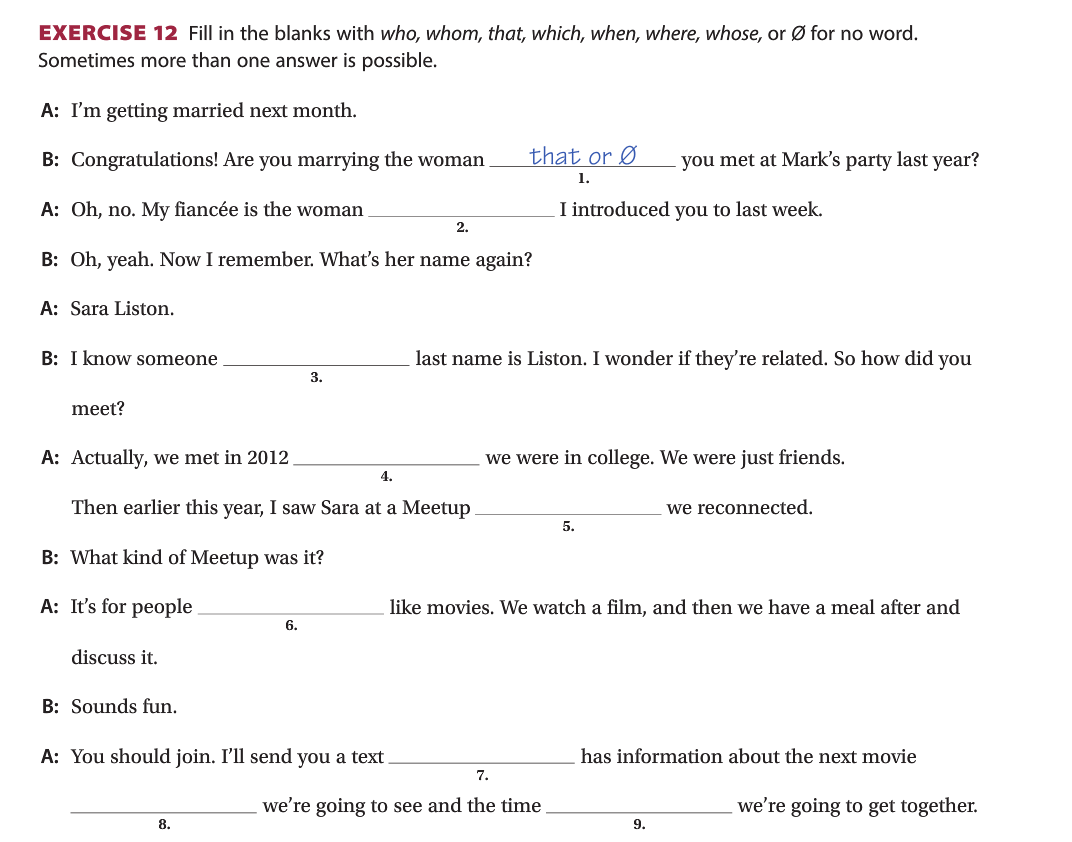 EXERCISE 12 Fill in the blanks with who, whom, that, which, when, where, whose, or Ø for no word.
Sometimes more than one answer is possible.
A: I'm getting married next month.
B: Congratulations! Are you marrying the woman that or Ø you met at Mark's party last year?
1.
A: Oh, no. My fiancée is the woman ____________ I introduced you to last week.
2.
B: Oh, yeah. Now I remember. What's her name again?
A: Sara Liston.
B: I know someone ____________ last name is Liston. I wonder if they're related. So how did you
3.
meet?
A: Actually, we met in 2012 ____________ we were in college. We were just friends.
4.
Then earlier this year, I saw Sara at a Meetup ____________ we reconnected.
5.
B: What kind of Meetup was it?
A: It's for people ____________ like movies. We watch a film, and then we have a meal after and
6.
discuss it.
B: Sounds fun.
A: You should join. I'll send you a text ____________ has information about the next movie
7.
____________ we're going to see and the time ____________ we're going to get together.
8. 9.